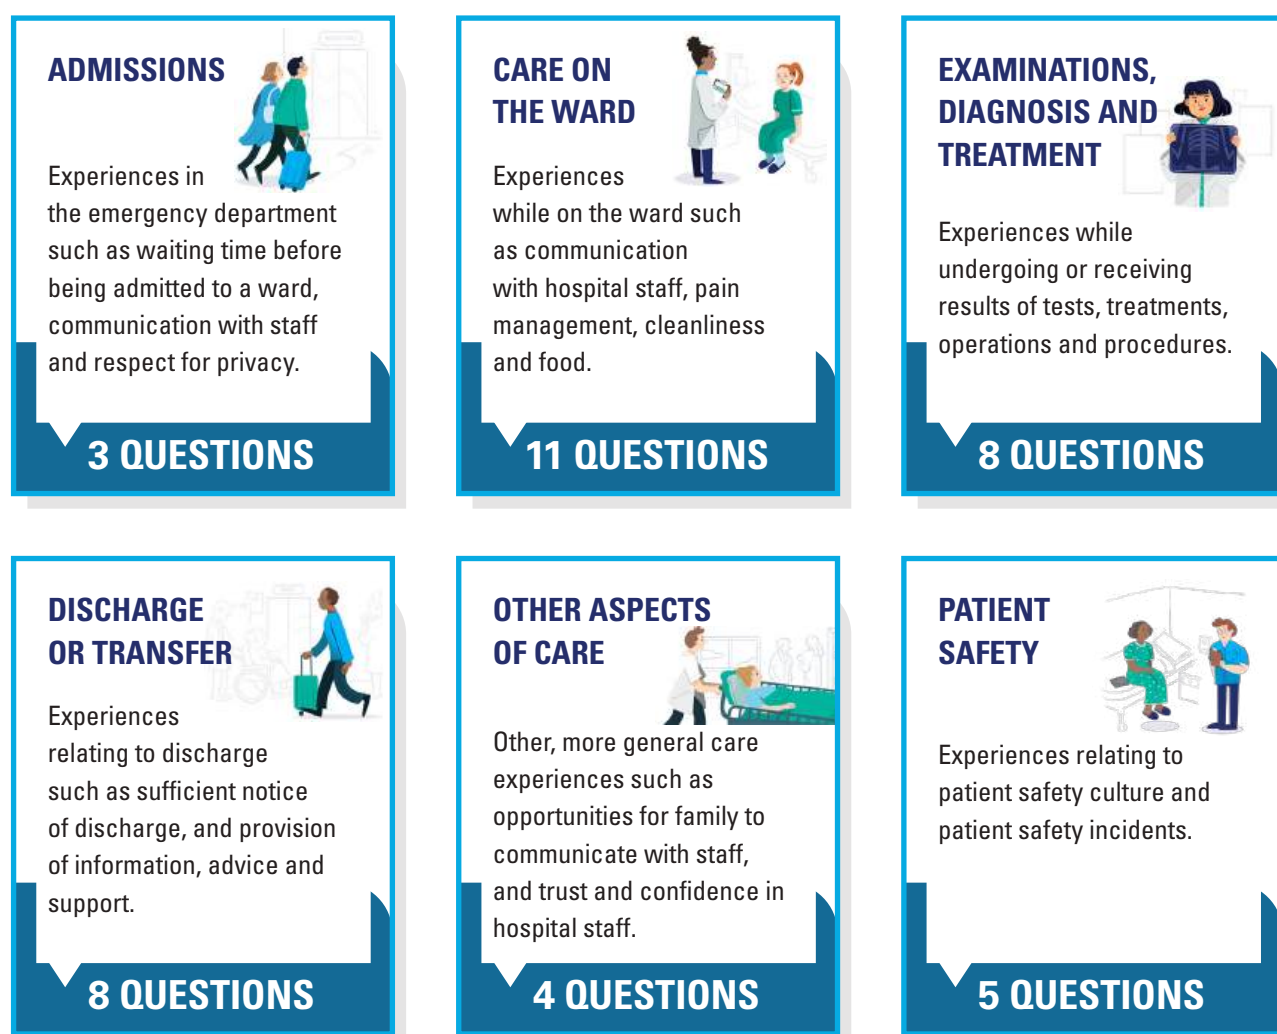 ADMISSIONS
Experiences in
the emergency department
such as waiting time before
being admitted to a ward,
communication with staff
and respect for privacy.
3 QUESTIONS
CARE ON
THE WARD
Experiences
while on the ward such
as communication
with hospital staff, pain
management, cleanliness
and food.
11 QUESTIONS
EXAMINATIONS,
DIAGNOSIS AND
TREATMENT
Experiences while
undergoing or receiving
results of tests, treatments,
operations and procedures.
8 QUESTIONS
DISCHARGE
OR TRANSFER
Experiences
relating to discharge
such as sufficient notice
of discharge, and provision
of information, advice and
support.
8 QUESTIONS
OTHER ASPECTS
OF CARE
Other, more general care
experiences such as
opportunities for family to
communicate with staff,
and trust and confidence in
hospital staff.
4 QUESTIONS
PATIENT
SAFETY
Experiences relating to
patient safety culture and
patient safety incidents.
5 QUESTIONS